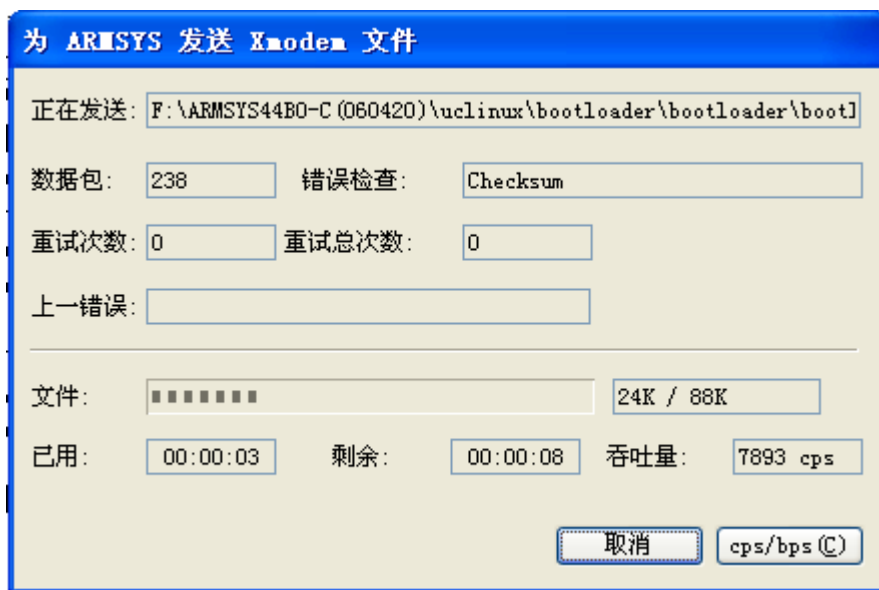 为 ARMSYS 发送 Xmodem 文件
正在发送: F:\ARMSYS44B0-C(060420)\uclinux\bootloader\bootloader\bootl
数据包: 238 错误检查: Checksum
重试次数: 0 重试总次数: 0
上一错误:
文件: 24K / 88K
已用: 00:00:03 剩余: 00:00:08 吞吐量: 7893 cps
取消 cps/bps(C)